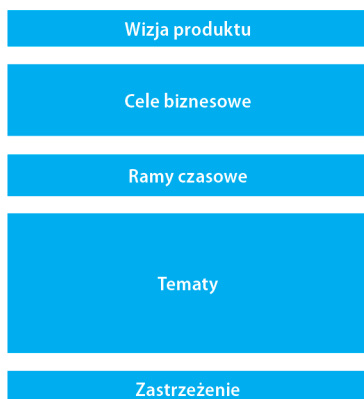 Wizja produktu
Cele biznesowe
Ramy czasowe
Tematy
Zastrzeżenie